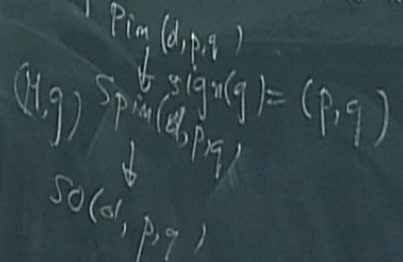 Pin(d,p,q)
↓
(M,g) Spin(d,p,q) sign(g) = (p,q)
↓
SO(d,p,q)